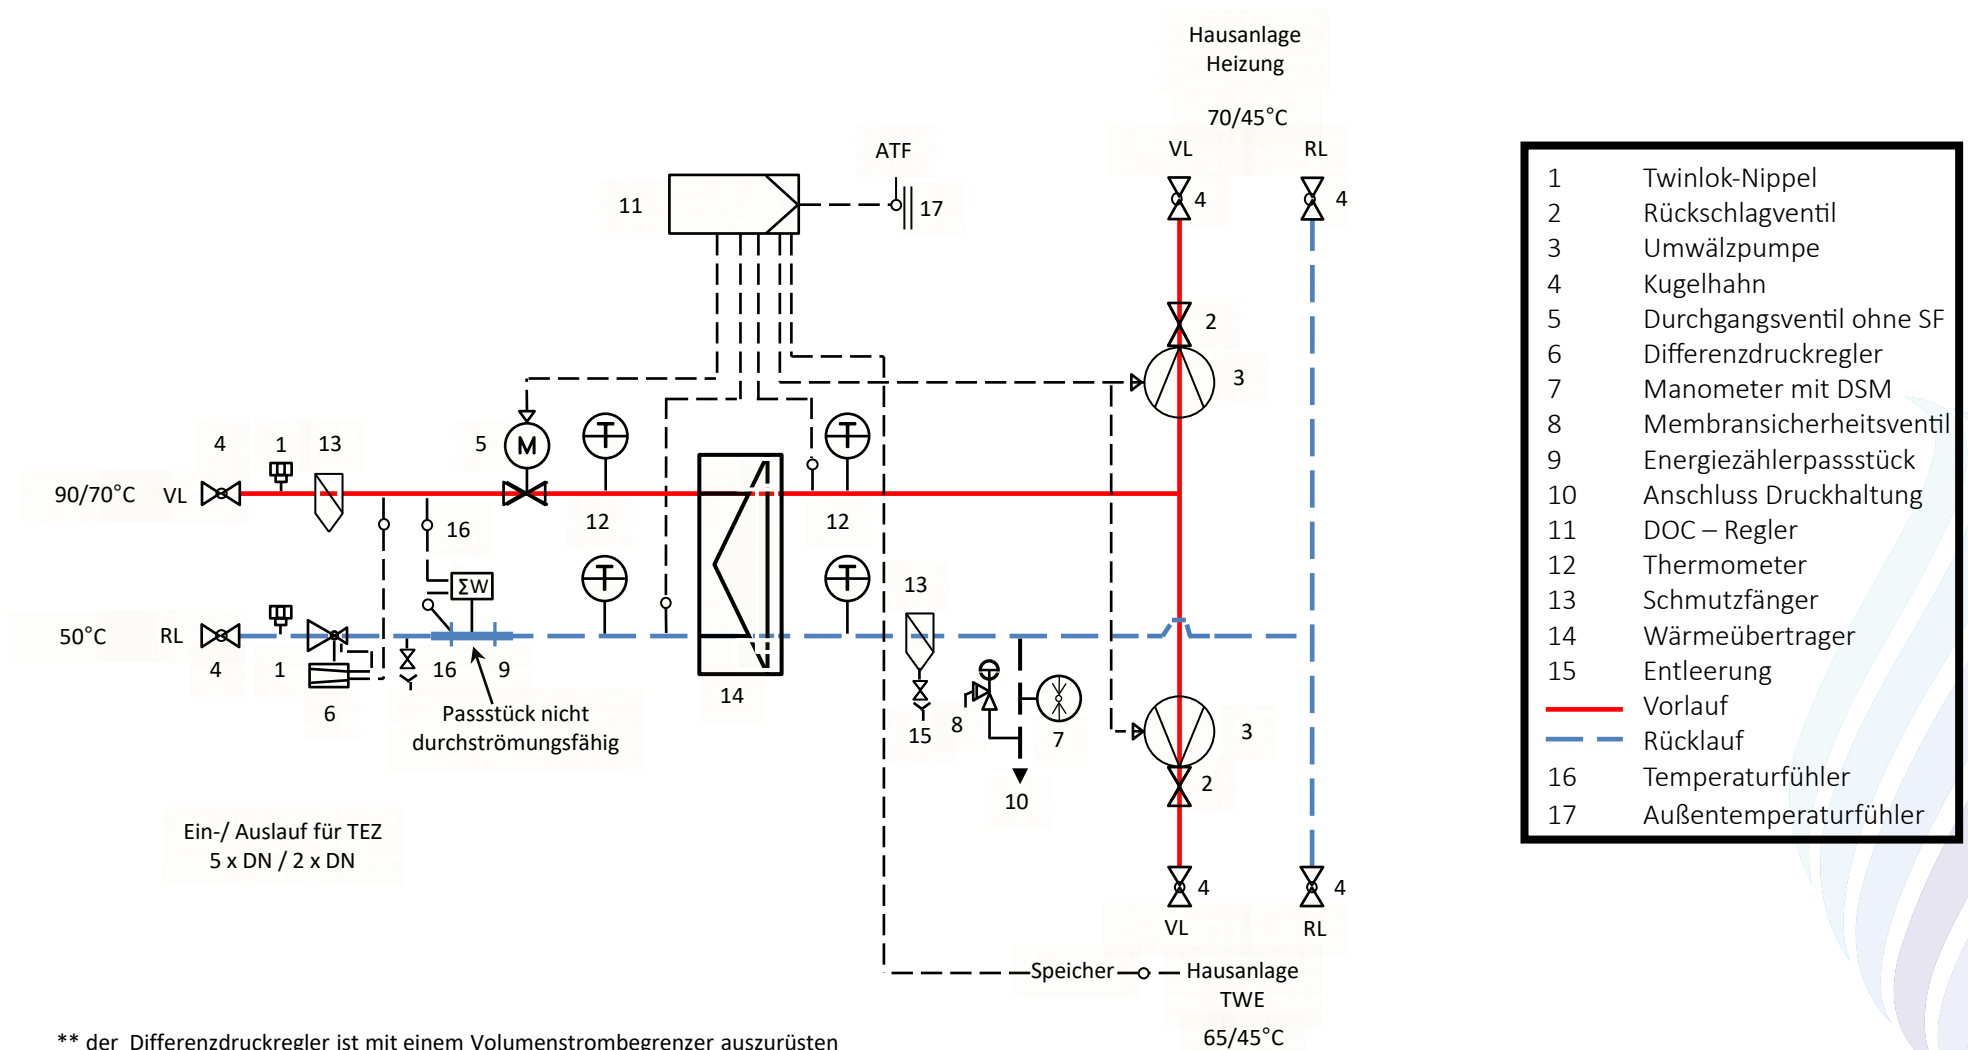 Hausanlage
Heizung
70/45°C
VL RL
ATF
11 17 4 4
2
3
4 1 13 5
T T
M
90/70°C VL
16 12 12
ΣW
T T
13
50°C RL
4 1 16 9
6
14
Passstück nicht
durchströmungsfähig
8
15 7
3
10
2
Ein-/ Auslauf für TEZ
5 x DN / 2 x DN
4 4
VL RL
Speicher Hausanlage
TWE
65/45°C
** der Differenzdruckregler ist mit einem Volumenstrombegrenzer auszurüsten
1 Twinlok-Nippel
2 Rückschlagventil
3 Umwälzpumpe
4 Kugelhahn
5 Durchgangsventil ohne SF
6 Differenzdruckregler
7 Manometer mit DSM
8 Membransicherheitsventil
9 Energiezählerpassstück
10 Anschluss Druckhaltung
11 DOC – Regler
12 Thermometer
13 Schmutzfänger
14 Wärmeübertrager
15 Entleerung
Vorlauf
Rücklauf
16 Temperaturfühler
17 Außentemperaturfühler